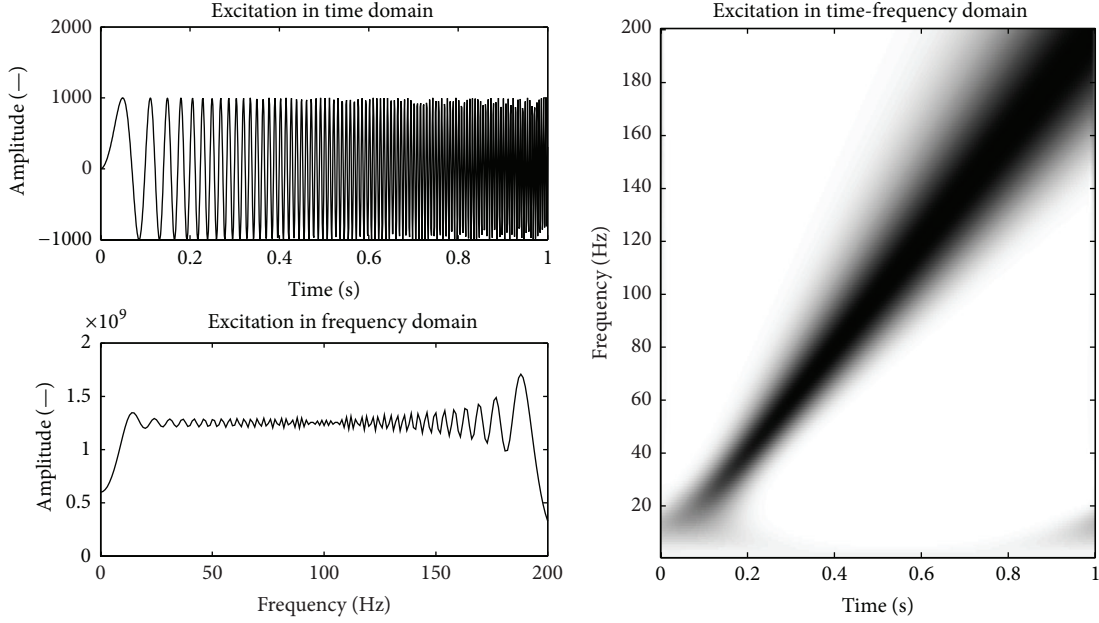 Excitation in time domain
2000
1000
0
−1000
Amplitude (—)
0 0.2 0.4 0.6 0.8 1
Time (s)
×10^9
Excitation in frequency domain
2
1.5
1
0.5
0
Amplitude (—)
0 50 100 150 200
Frequency (Hz)
Excitation in time-frequency domain
200
180
160
140
120
100
80
60
40
20
Frequency (Hz)
0 0.2 0.4 0.6 0.8 1
Time (s)